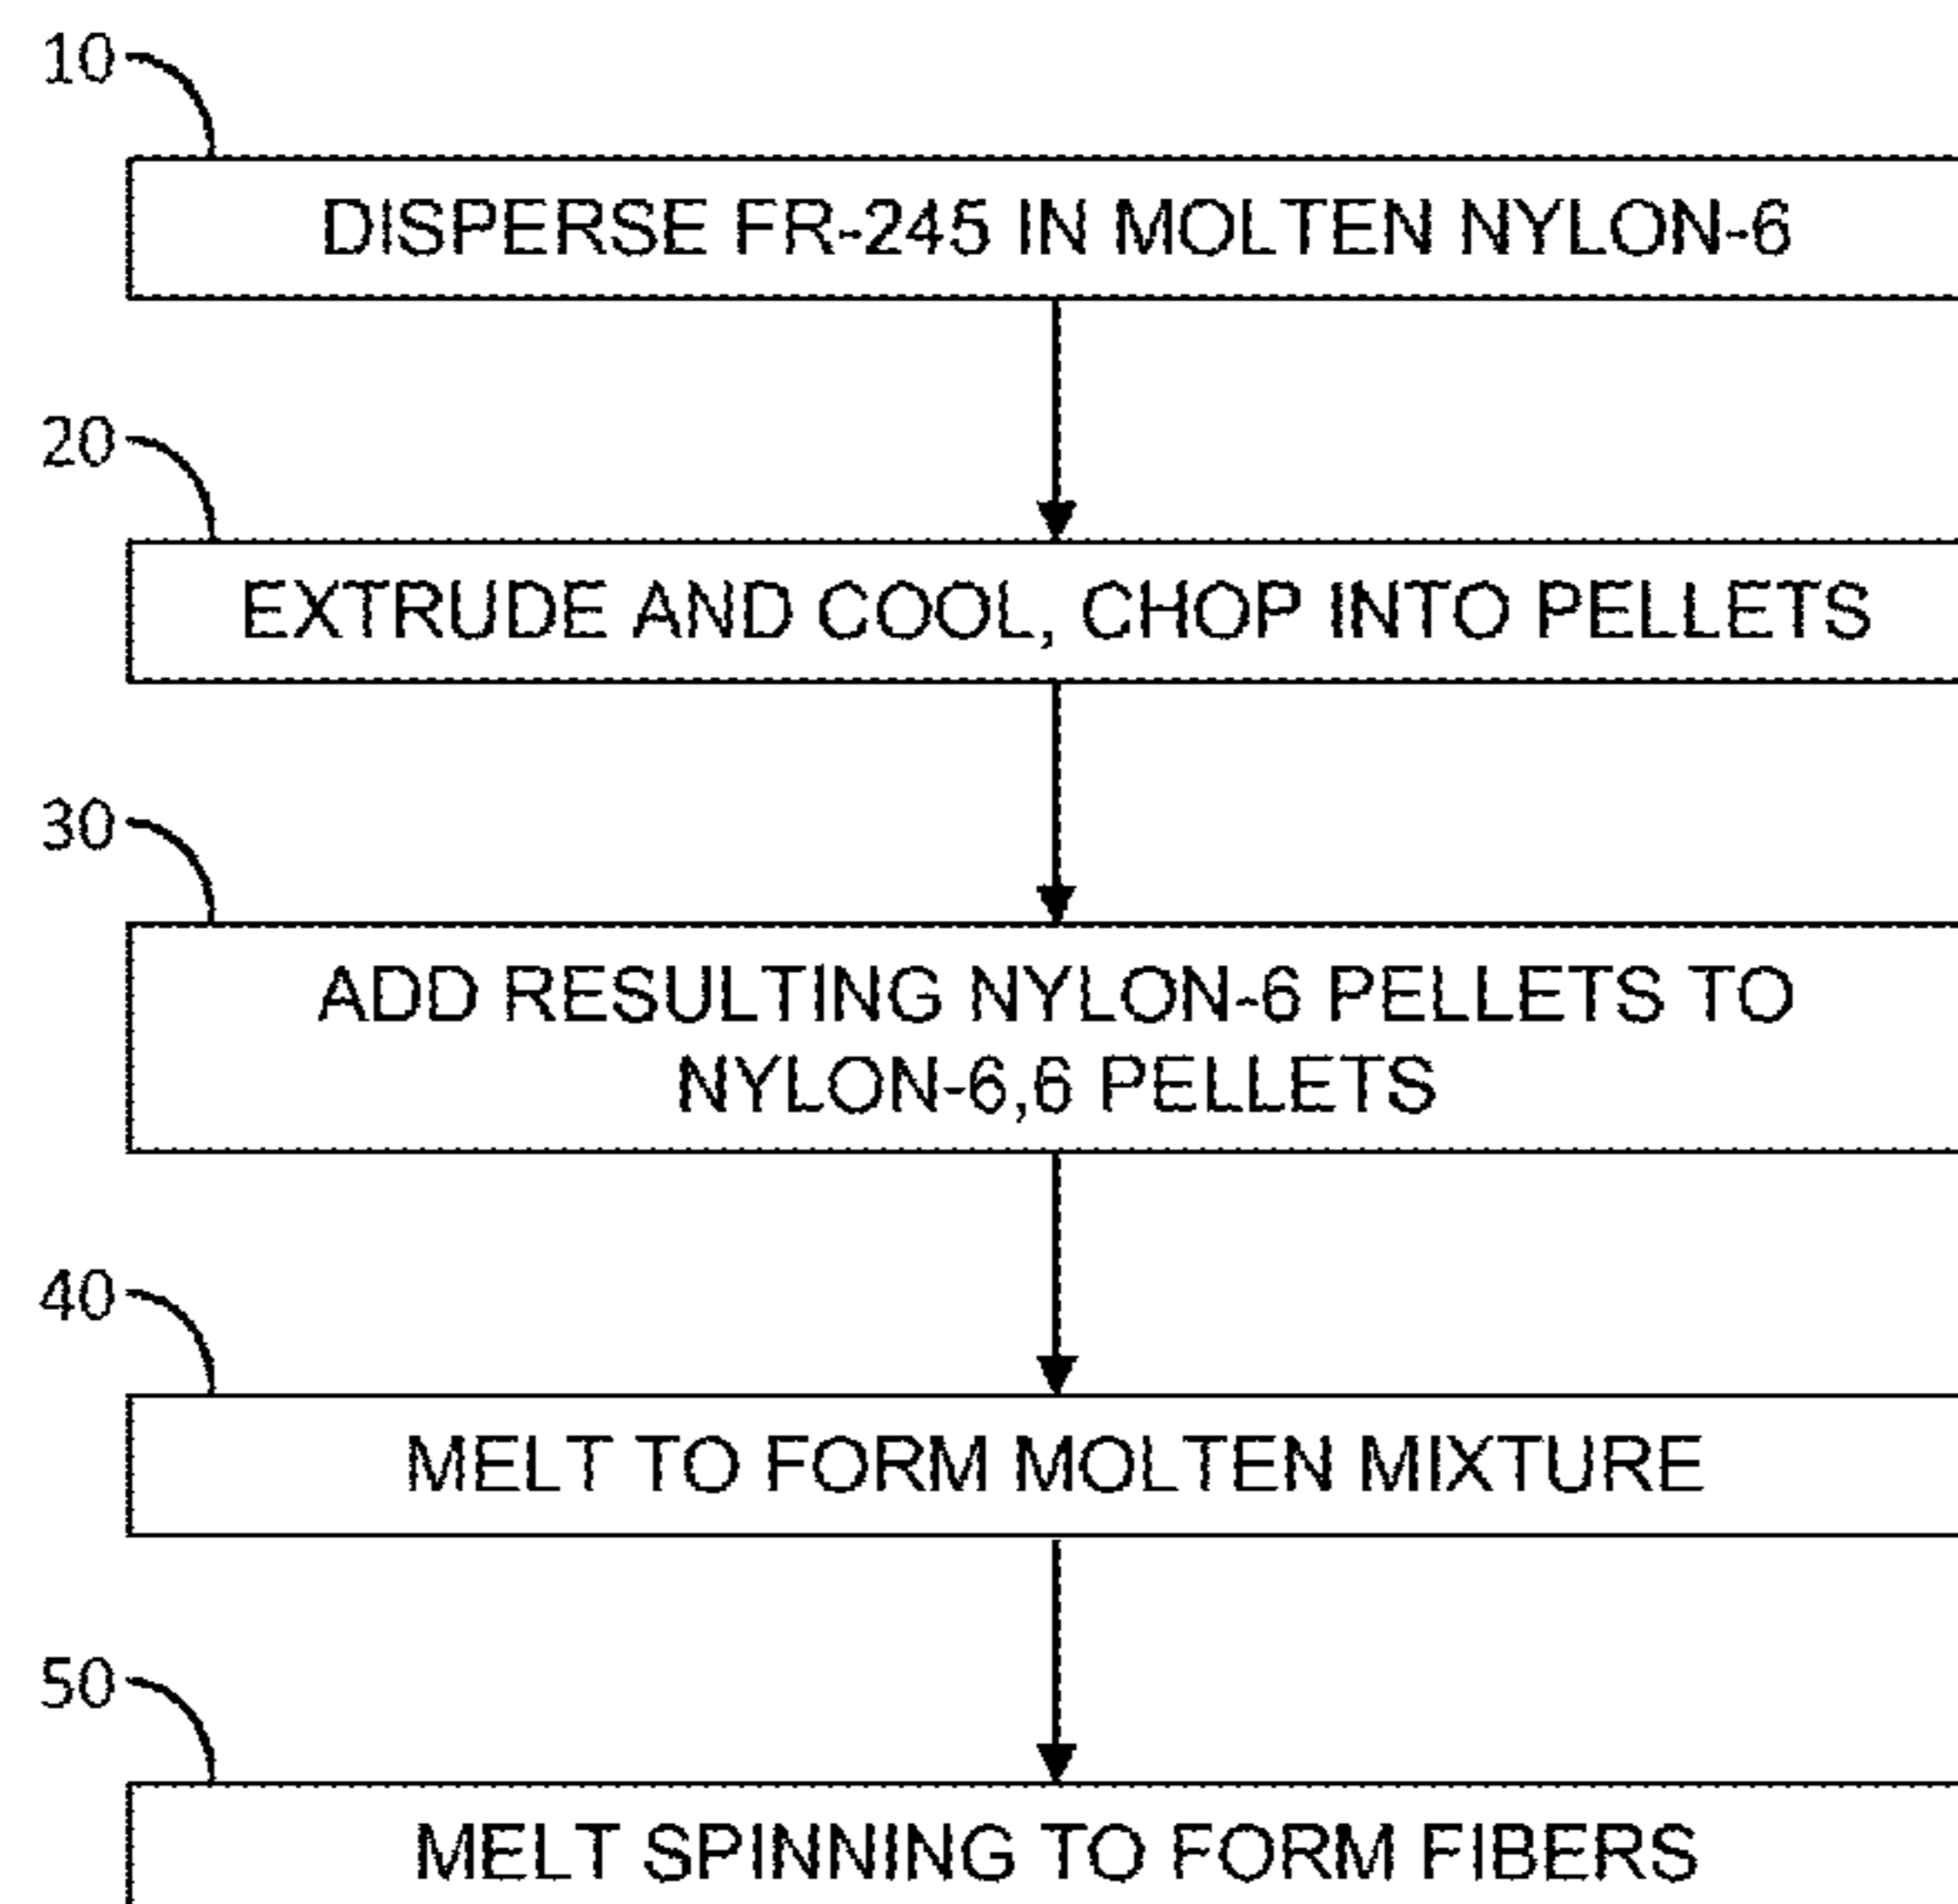 10
DISPERSE FR-245 IN MOLTEN NYLON-6
20
EXTRUDE AND COOL, CHOP INTO PELLETS
30
ADD RESULTING NYLON-6 PELLETS TO
NYLON-6,6 PELLETS
40
MELT TO FORM MOLTEN MIXTURE
50
MELT SPINNING TO FORM FIBERS